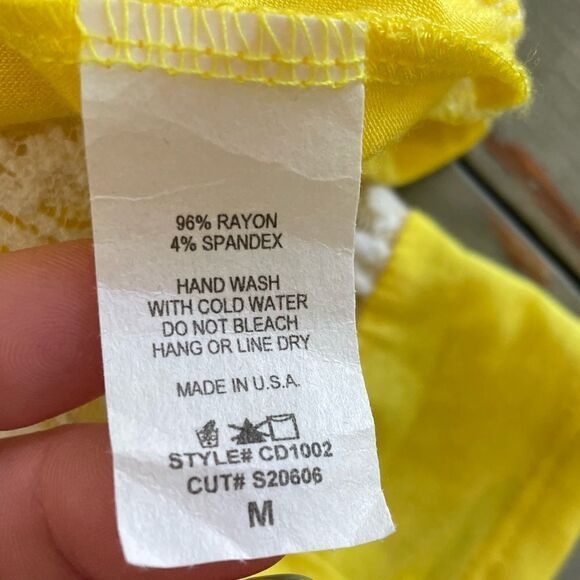 96% RAYON
4% SPANDEX
HAND WASH
WITH COLD WATER
DO NOT BLEACH
HANG OR LINE DRY
MADE IN U.S.A.
STYLE# CD1002
CUT# S20606
M